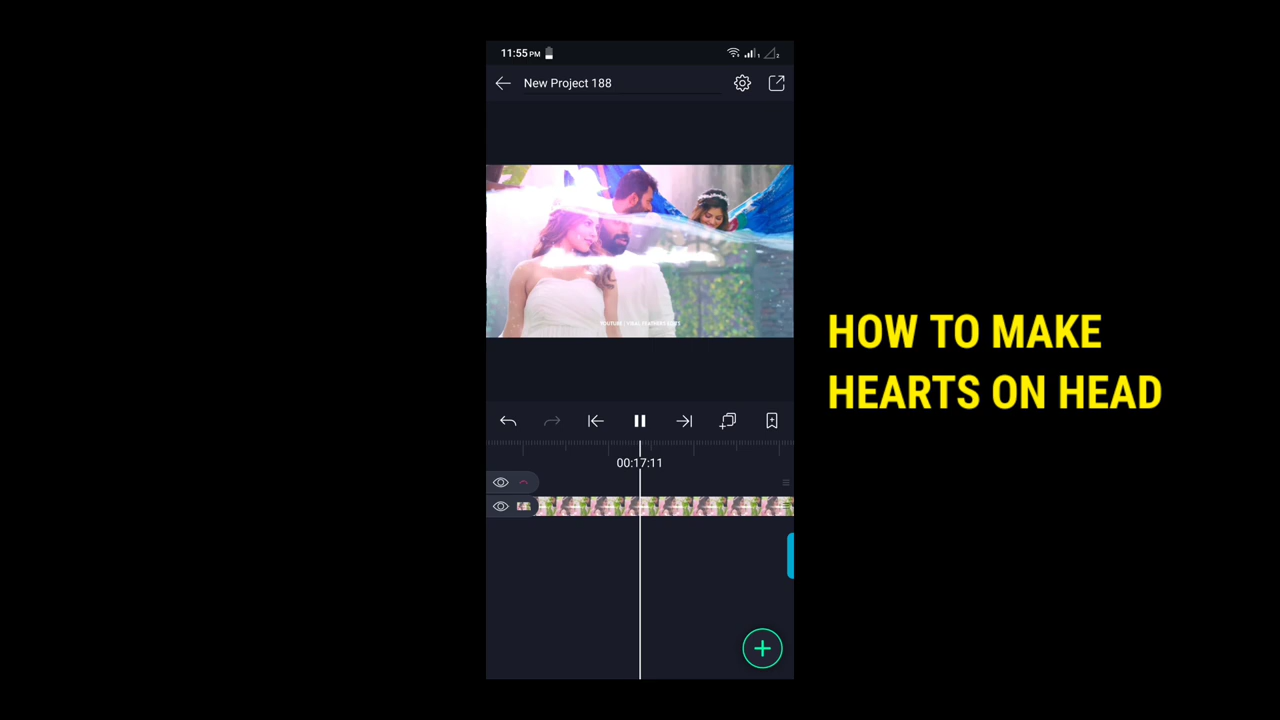 11:55 PM
New Project 188
HOW TO MAKE
HEARTS ON HEAD
00:17:11